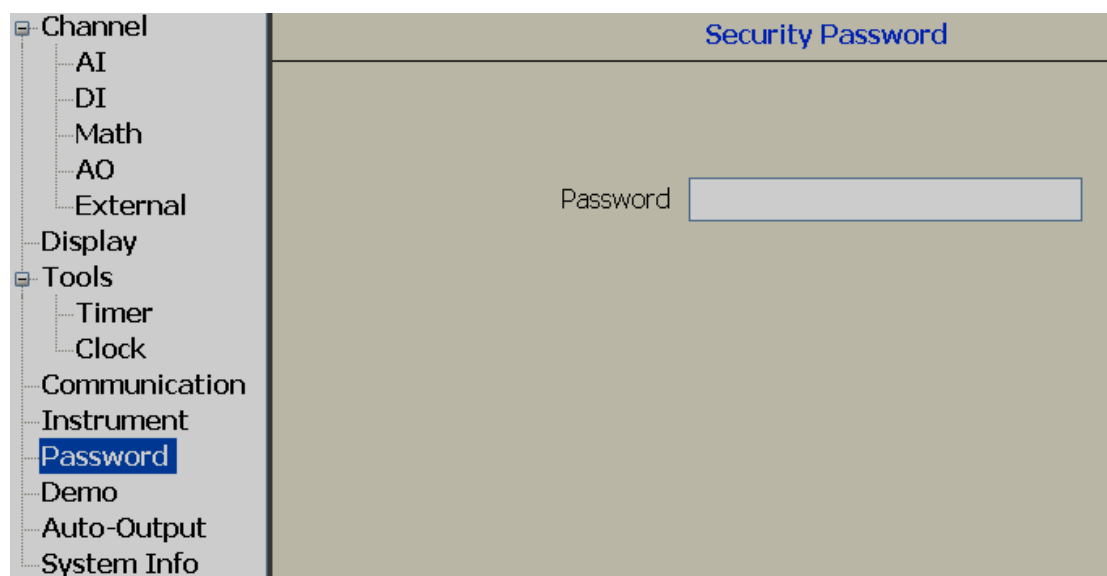 Channel
AI
DI
Math
AO
External
Display
Tools
Timer
Clock
Communication
Instrument
Password
Demo
Auto-Output
System Info
Security Password
Password